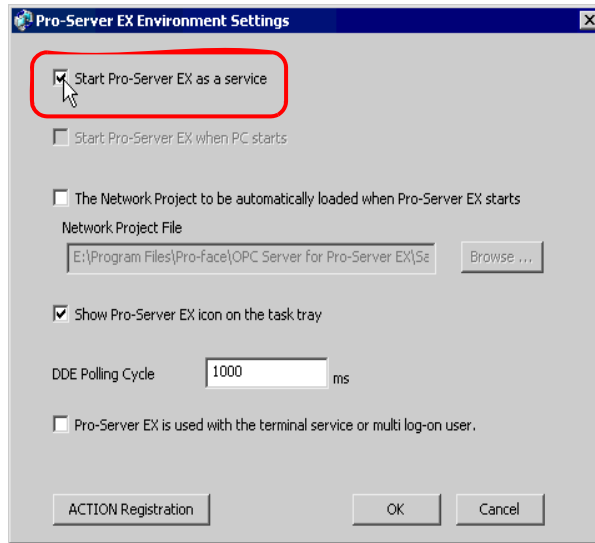 Pro-Server EX Environment Settings
Start Pro-Server EX as a service
Start Pro-Server EX when PC starts
The Network Project to be automatically loaded when Pro-Server EX starts
Network Project File
E:\Program Files\Pro-face\OPC Server for Pro-Server EX\Sa
Browse ...
Show Pro-Server EX icon on the task tray
DDE Polling Cycle 1000 ms
Pro-Server EX is used with the terminal service or multi log-on user.
ACTION Registration OK Cancel